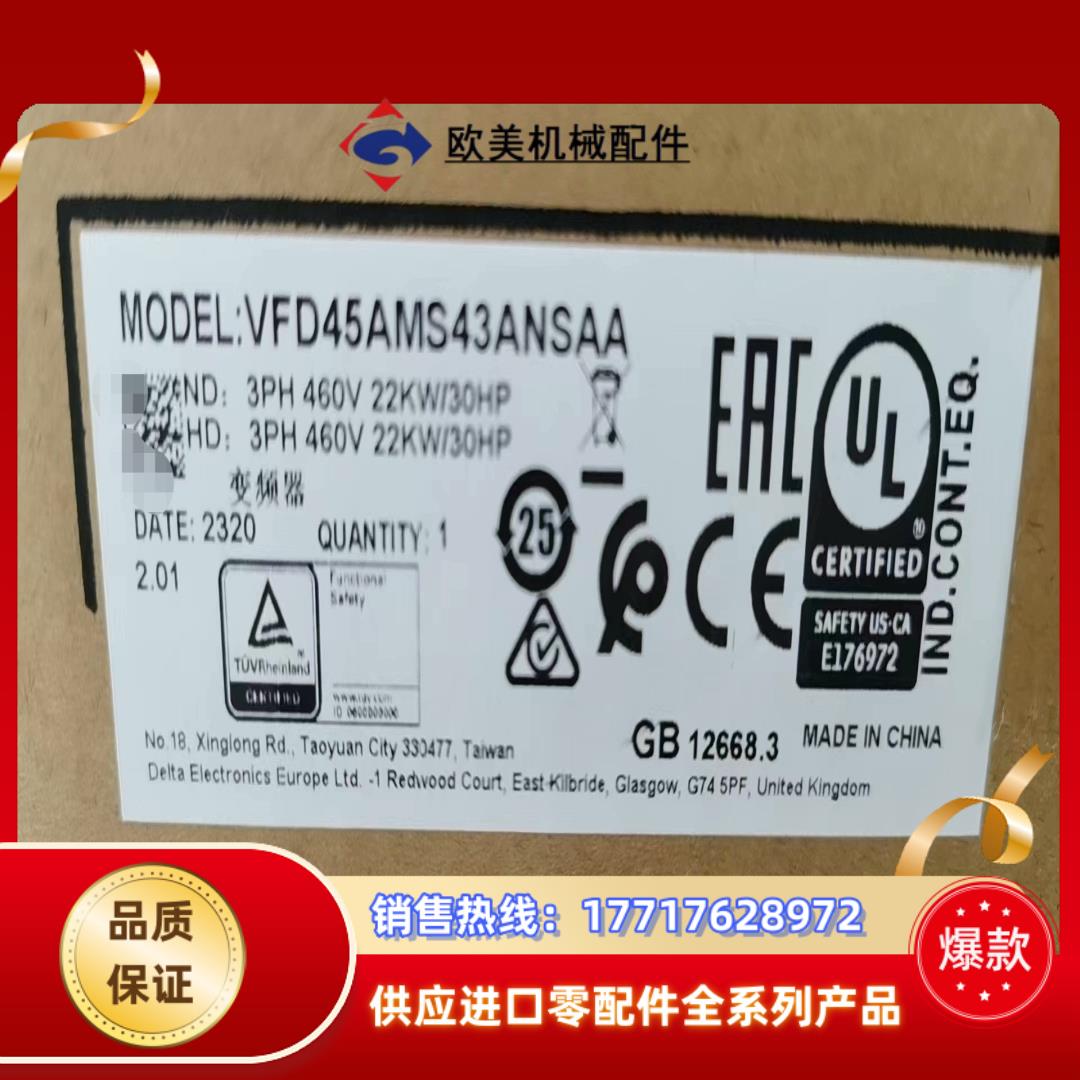 欧美机械配件
MODEL:VFD45AMS43ANSAA
ND: 3PH 460V 22KW/30HP
HD: 3PH 460V 22KW/30HP
变频器
DATE: 2320
QUANTITY: 1
2.01
25
EAC
UL
CERTIFIED
SAFETY US·CA
E176972
IND.CONT.EQ.
CE
TÜVRheinland
CERTIFIED
Functional
Safety
www.tuv.com
GB 12668.3
MADE IN CHINA
No.18, Xinglong Rd., Taoyuan City 330477, Taiwan
Delta Electronics Europe Ltd. -1 Redwood Court, East Kilbride, Glasgow, G74 5PF, United Kingdom
品质
保证
销售热线：17717628972
爆款
供应进口零配件全系列产品